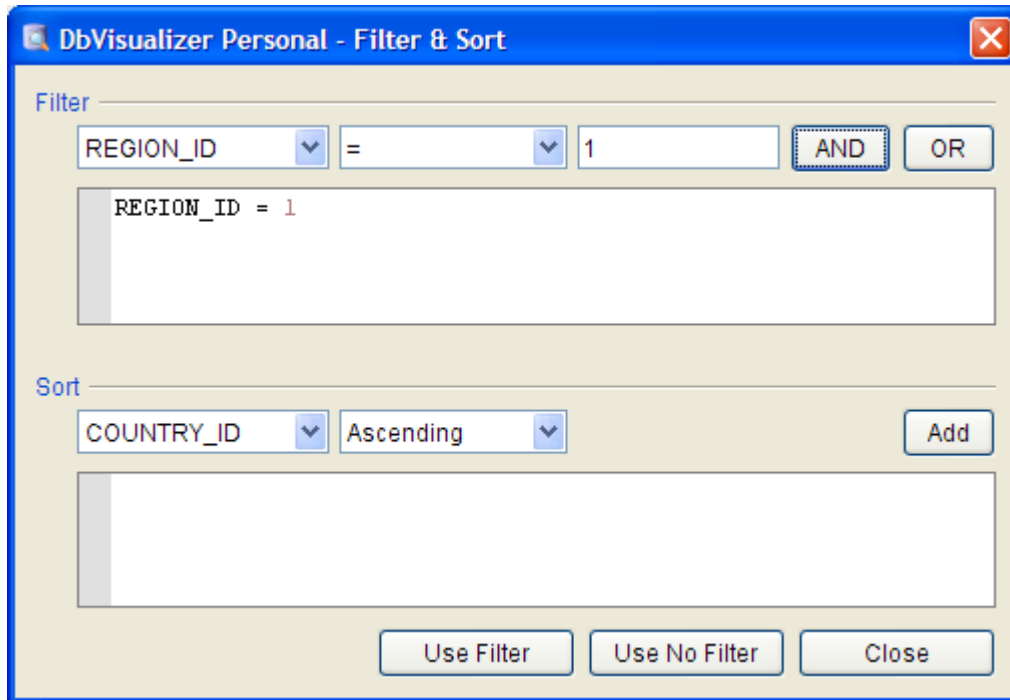 DbVisualizer Personal - Filter & Sort
Filter
REGION_ID = 1 AND OR
REGION_ID = 1
Sort
COUNTRY_ID Ascending Add
Use Filter Use No Filter Close